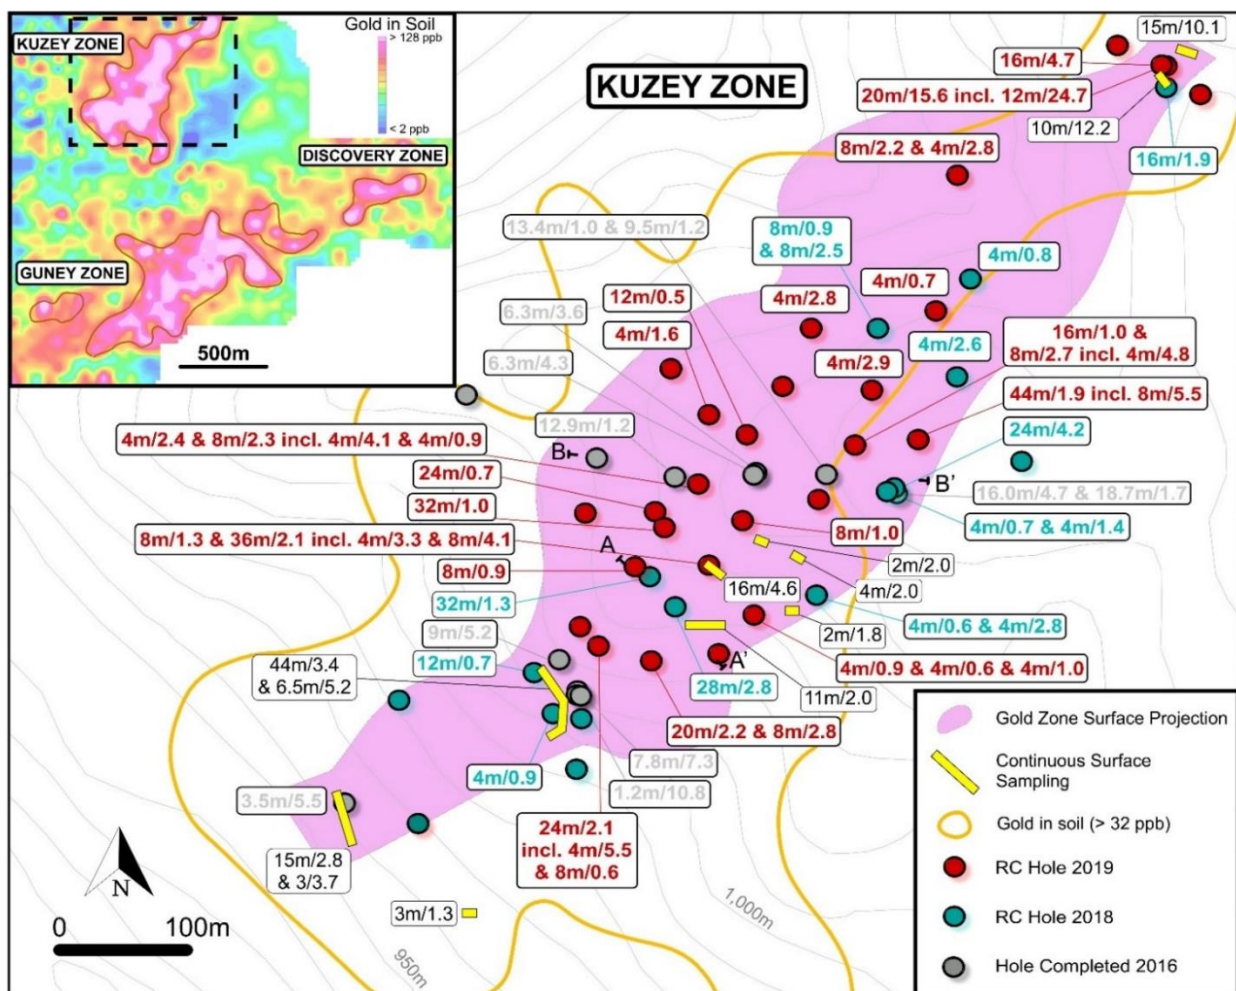 Gold in Soil
> 128 ppb
< 2 ppb
KUZEY ZONE
DISCOVERY ZONE
GUNEY ZONE
500m
KUZEY ZONE
15m/10.1
16m/4.7
20m/15.6 incl. 12m/24.7
10m/12.2
16m/1.9
8m/2.2 & 4m/2.8
13.4m/1.0 & 9.5m/1.2
8m/0.9
& 8m/2.5
4m/0.8
12m/0.5
4m/2.8
4m/0.7
6.3m/3.6
4m/1.6
4m/2.6
16m/1.0 &
8m/2.7 incl. 4m/4.8
6.3m/4.3
4m/2.9
44m/1.9 incl. 8m/5.5
12.9m/1.2
4m/2.4 & 8m/2.3 incl. 4m/4.1 & 4m/0.9
24m/4.2
B
B'
24m/0.7
16.0m/4.7 & 18.7m/1.7
32m/1.0
4m/0.7 & 4m/1.4
8m/1.3 & 36m/2.1 incl. 4m/3.3 & 8m/4.1
8m/1.0
A
2m/2.0
8m/0.9
16m/4.6
4m/2.0
32m/1.3
2m/1.8
4m/0.6 & 4m/2.8
9m/5.2
12m/0.7
A'
4m/0.9 & 4m/0.6 & 4m/1.0
44m/3.4
& 6.5m/5.2
28m/2.8
11m/2.0
20m/2.2 & 8m/2.8
7.8m/7.3
4m/0.9
1.2m/10.8
3.5m/5.5
24m/2.1
incl. 4m/5.5
& 8m/0.6
15m/2.8
& 3/3.7
3m/1.3
1,000m
950m
N
0 100m
Gold Zone Surface Projection
Continuous Surface
Sampling
Gold in soil (> 32 ppb)
RC Hole 2019
RC Hole 2018
Hole Completed 2016